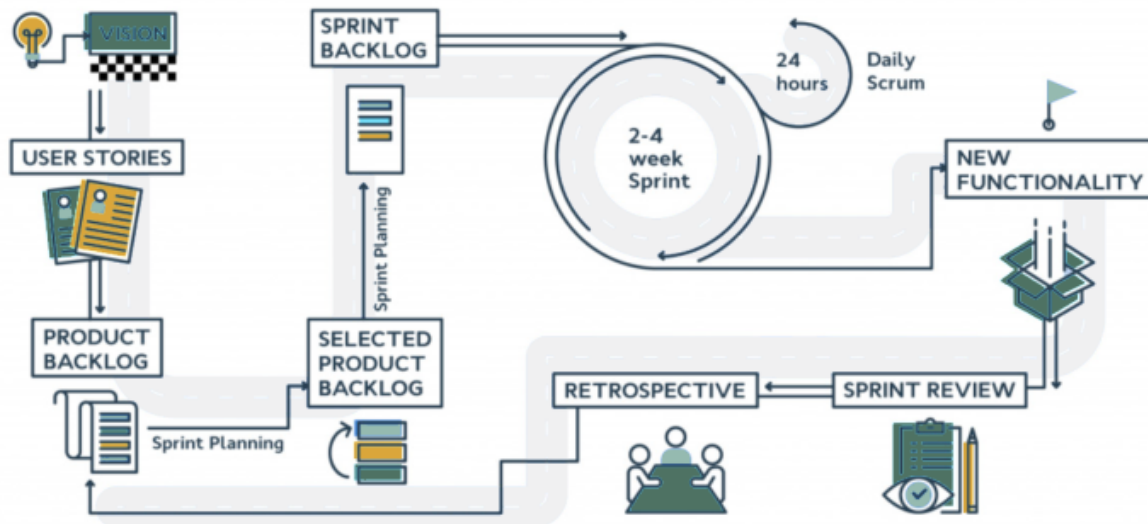 VISION
USER STORIES
PRODUCT
BACKLOG
Sprint Planning
SELECTED
PRODUCT
BACKLOG
Sprint Planning
SPRINT
BACKLOG
2-4
week
Sprint
24
hours
Daily
Scrum
NEW
FUNCTIONALITY
SPRINT REVIEW
RETROSPECTIVE